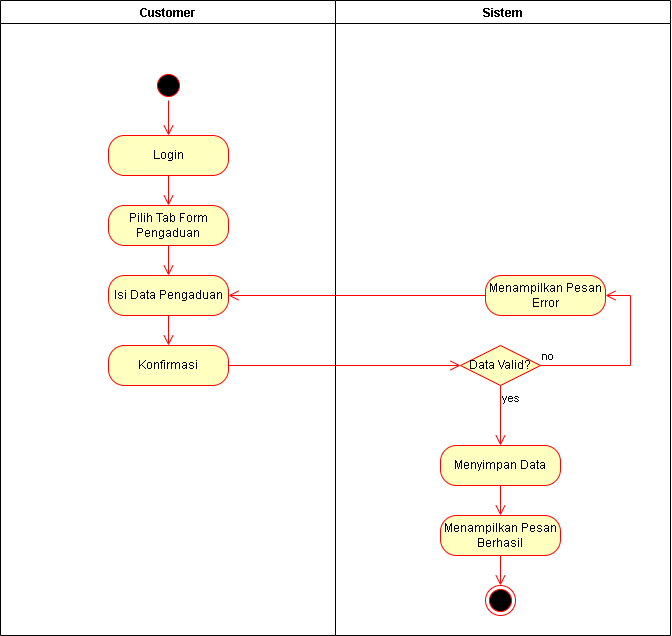 Customer
Sistem
Login
Pilih Tab Form
Pengaduan
Isi Data Pengaduan
Menampilkan Pesan
Error
Konfirmasi
Data Valid?
no
yes
Menyimpan Data
Menampilkan Pesan
Berhasil